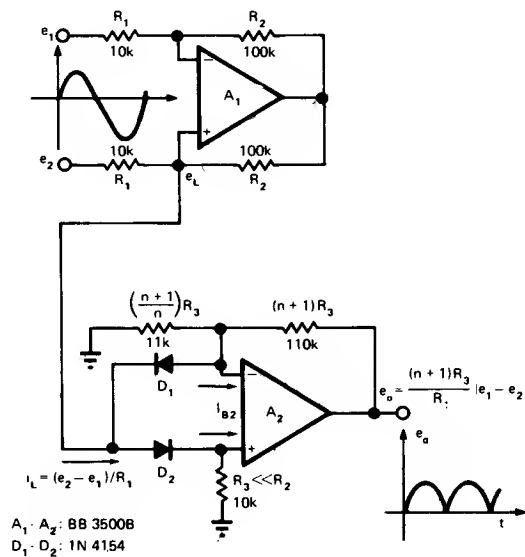 R₁
R₂
e₁
10k
100k
−
A₁
+
10k
100k
e₂
R₁
e_L
R₂
(n + 1 / n) R₃
(n + 1) R₃
11k
110k
D₁
−
I_B2
A₂
+
e_o = (n + 1) R₃ / R₁ |e₁ − e₂
e_o
D₂
I_L = (e₂ − e₁)/R₁
R₃ << R₂
10k
t
A₁ · A₂: BB 3500B
D₁ · D₂: 1N 4154